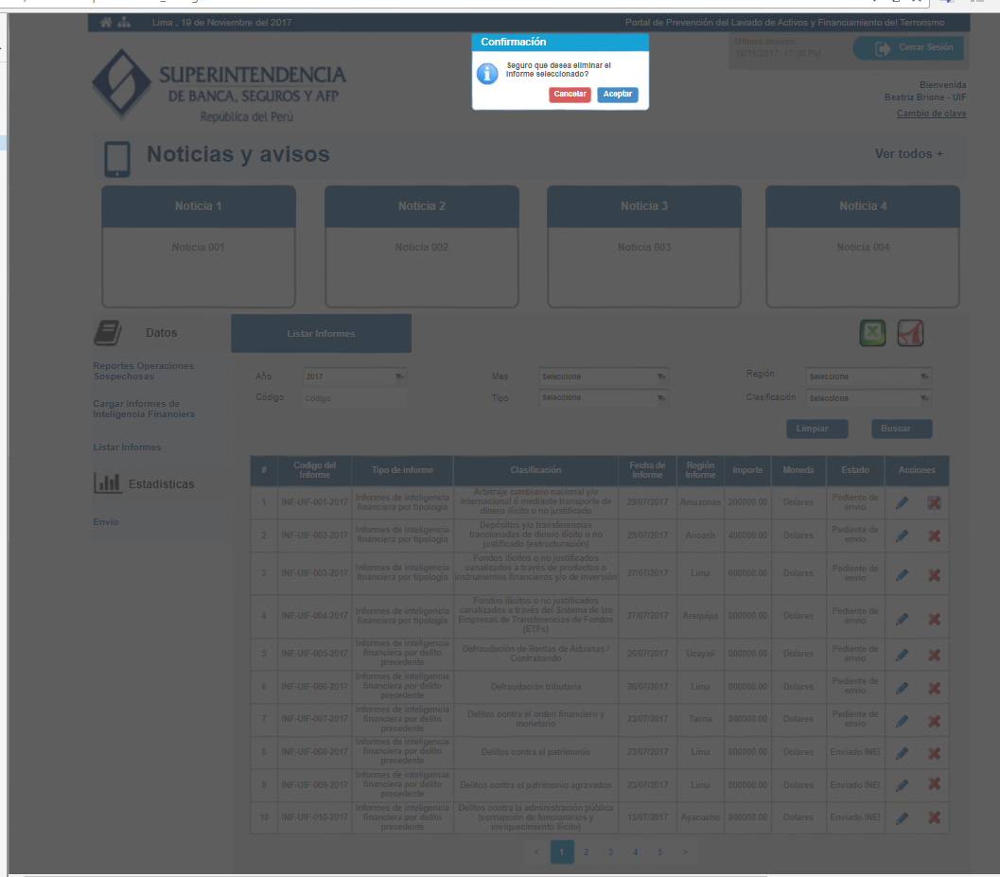 Lima , 19 de Noviembre del 2017
Portal de Prevención del Lavado de Activos y Financiamiento del Terrorismo
Confirmación
Seguro que desea eliminar el
informe seleccionado?
Cancelar
Aceptar
Último acceso:
19/11/2017, 17:00 PM
Cerrar Sesión
SUPERINTENDENCIA
DE BANCA, SEGUROS Y AFP
República del Perú
Bienvenida
Beatriz Brione - UIF
Cambio de clave
Noticias y avisos
Ver todos +
Noticia 1
Noticia 2
Noticia 3
Noticia 4
Noticia 001
Noticia 002
Noticia 003
Noticia 004
Datos
Listar Informes
Reportes Operaciones
Sospechosas
Cargar Informes de
Inteligencia Financiera
Listar Informes
Estadísticas
Envio
Año
2017
Mes
Seleccione
Región
Seleccione
Código
Codigo
Tipo
Seleccione
Clasificación
Seleccione
Limpiar
Buscar
# Codigo del Informe Tipo de informe Clasificación Fecha de Informe Región Informe Importe Moneda Estado Acciones
1 INF-UIF-001-2017 Informes de inteligencia financiera por tipología Arbitraje cambiario nacional y/o internacional ó mediante transporte de dinero ilícito o no justificado 29/07/2017 Amazonas 200000.00 Dolares Pediente de envio
2 INF-UIF-002-2017 Informes de inteligencia financiera por tipología Depósitos y/o transferencias fraccionadas de dinero ilícito o no justificado (estructuración) 28/07/2017 Ancash 400000.00 Dolares Pediente de envio
3 INF-UIF-003-2017 Informes de inteligencia financiera por tipología Fondos ilícitos o no justificados canalizados a través de productos o instrumentos financieros y/o de inversión 27/07/2017 Lima 600000.00 Dolares Pediente de envio
4 INF-UIF-004-2017 Informes de inteligencia financiera por tipología Fondos ilícitos o no justificados canalizados a través del Sistema de las Empresas de Transferencias de Fondos (ETFs) 27/07/2017 Arequipa 800000.00 Dolares Pediente de envio
5 INF-UIF-005-2017 Informes de inteligencia financiera por delito precedente Defraudación de Rentas de Aduanas / Contrabando 26/07/2017 Ucayali 800000.00 Dolares Pediente de envio
6 INF-UIF-006-2017 Informes de inteligencia financiera por delito precedente Defraudación tributaria 26/07/2017 Lima 800000.00 Dolares Pediente de envio
7 INF-UIF-007-2017 Informes de inteligencia financiera por delito precedente Delitos contra el orden financiero y monetario 23/07/2017 Tacna 800000.00 Dolares Pediente de envio
8 INF-UIF-008-2017 Informes de inteligencia financiera por delito precedente Delitos contra el patrimonio 23/07/2017 Lima 800000.00 Dolares Enviado INEI
9 INF-UIF-009-2017 Informes de inteligencia financiera por delito precedente Delitos contra el patrimonio agravados 23/07/2017 Lima 800000.00 Dolares Enviado INEI
10 INF-UIF-010-2017 Informes de inteligencia financiera por delito precedente Delitos contra la administración pública (corrupción de funcionarios y enriquecimiento ilícito) 13/07/2017 Ayacucho 800000.00 Dolares Enviado INEI
< 1 2 3 4 5 >